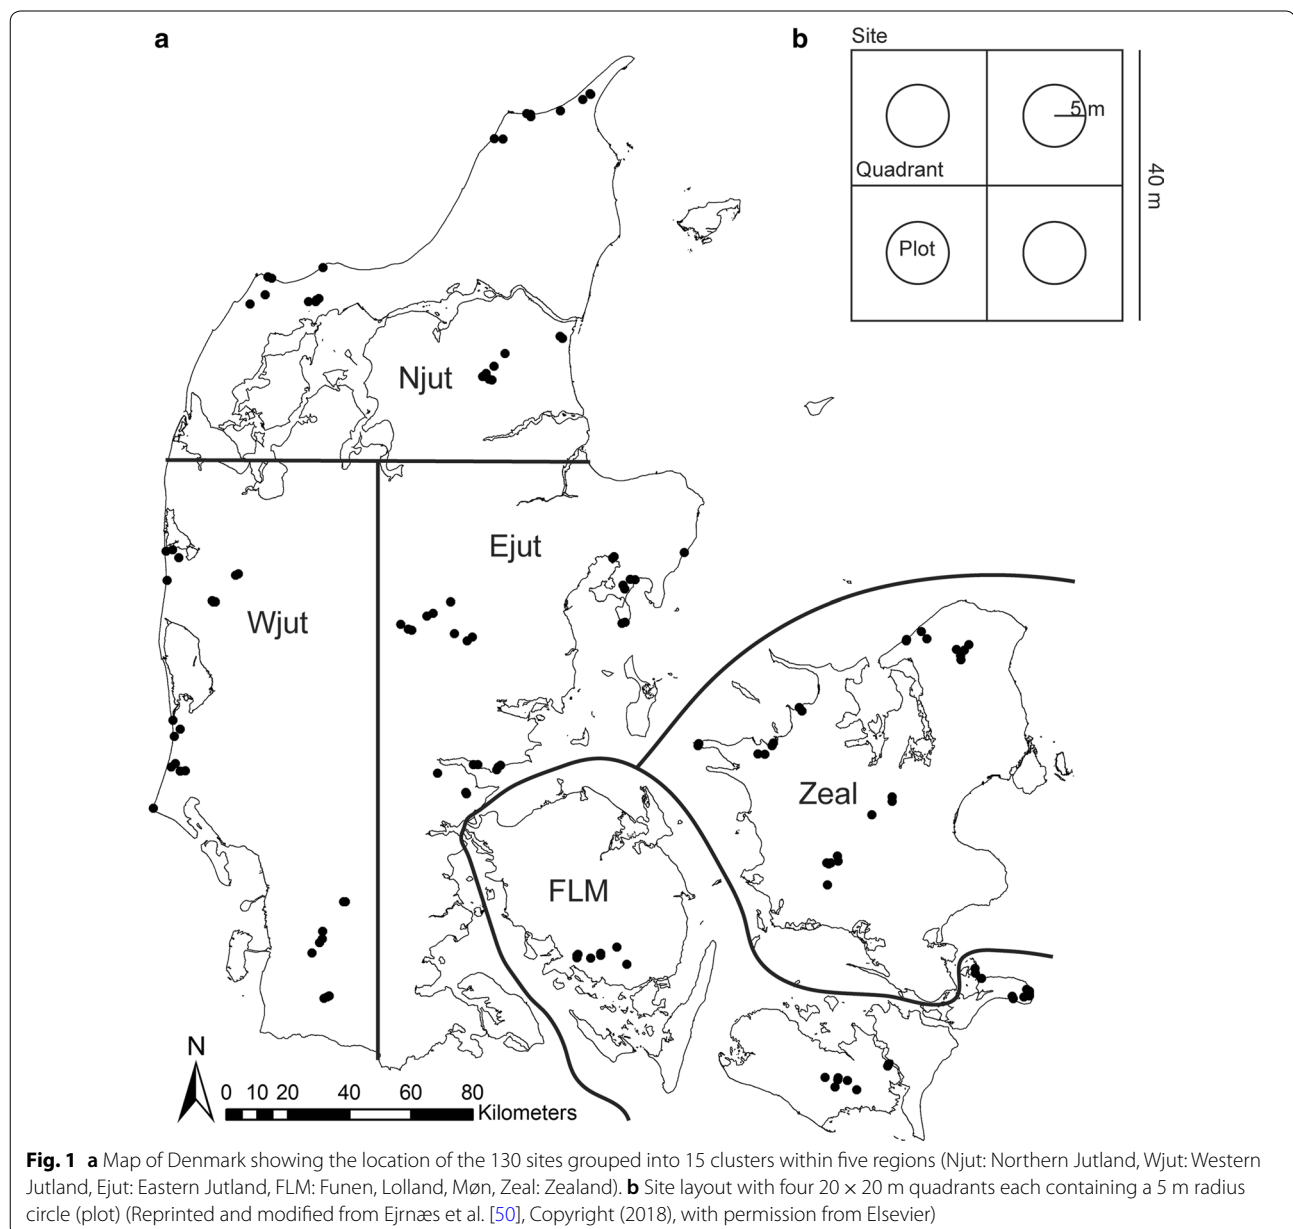 a
b
Site
5 m
Quadrant
Plot
40 m
Njut
Ejut
Wjut
Zeal
FLM
N
0 10 20 40 60 80
Kilometers
Fig. 1 a Map of Denmark showing the location of the 130 sites grouped into 15 clusters within five regions (Njut: Northern Jutland, Wjut: Western
Jutland, Ejut: Eastern Jutland, FLM: Funen, Lolland, Møn, Zeal: Zealand). b Site layout with four 20 × 20 m quadrants each containing a 5 m radius
circle (plot) (Reprinted and modified from Ejrnæs et al. [50], Copyright (2018), with permission from Elsevier)